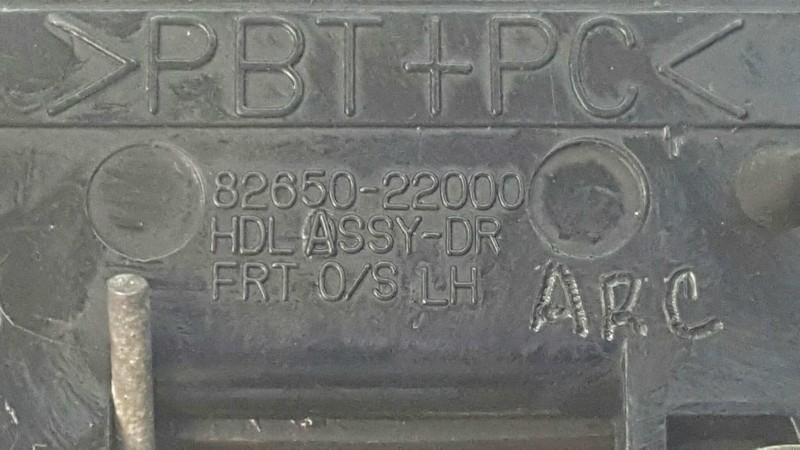 >PBT+PC<
82650-22000
HDL ASSY-DR
FRT O/S LH
ARC